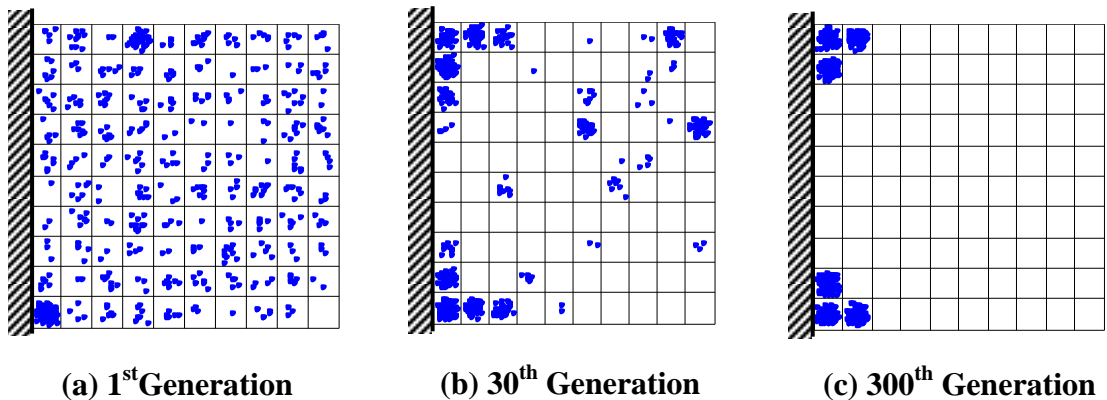 (a) 1stGeneration
(b) 30th Generation
(c) 300th Generation